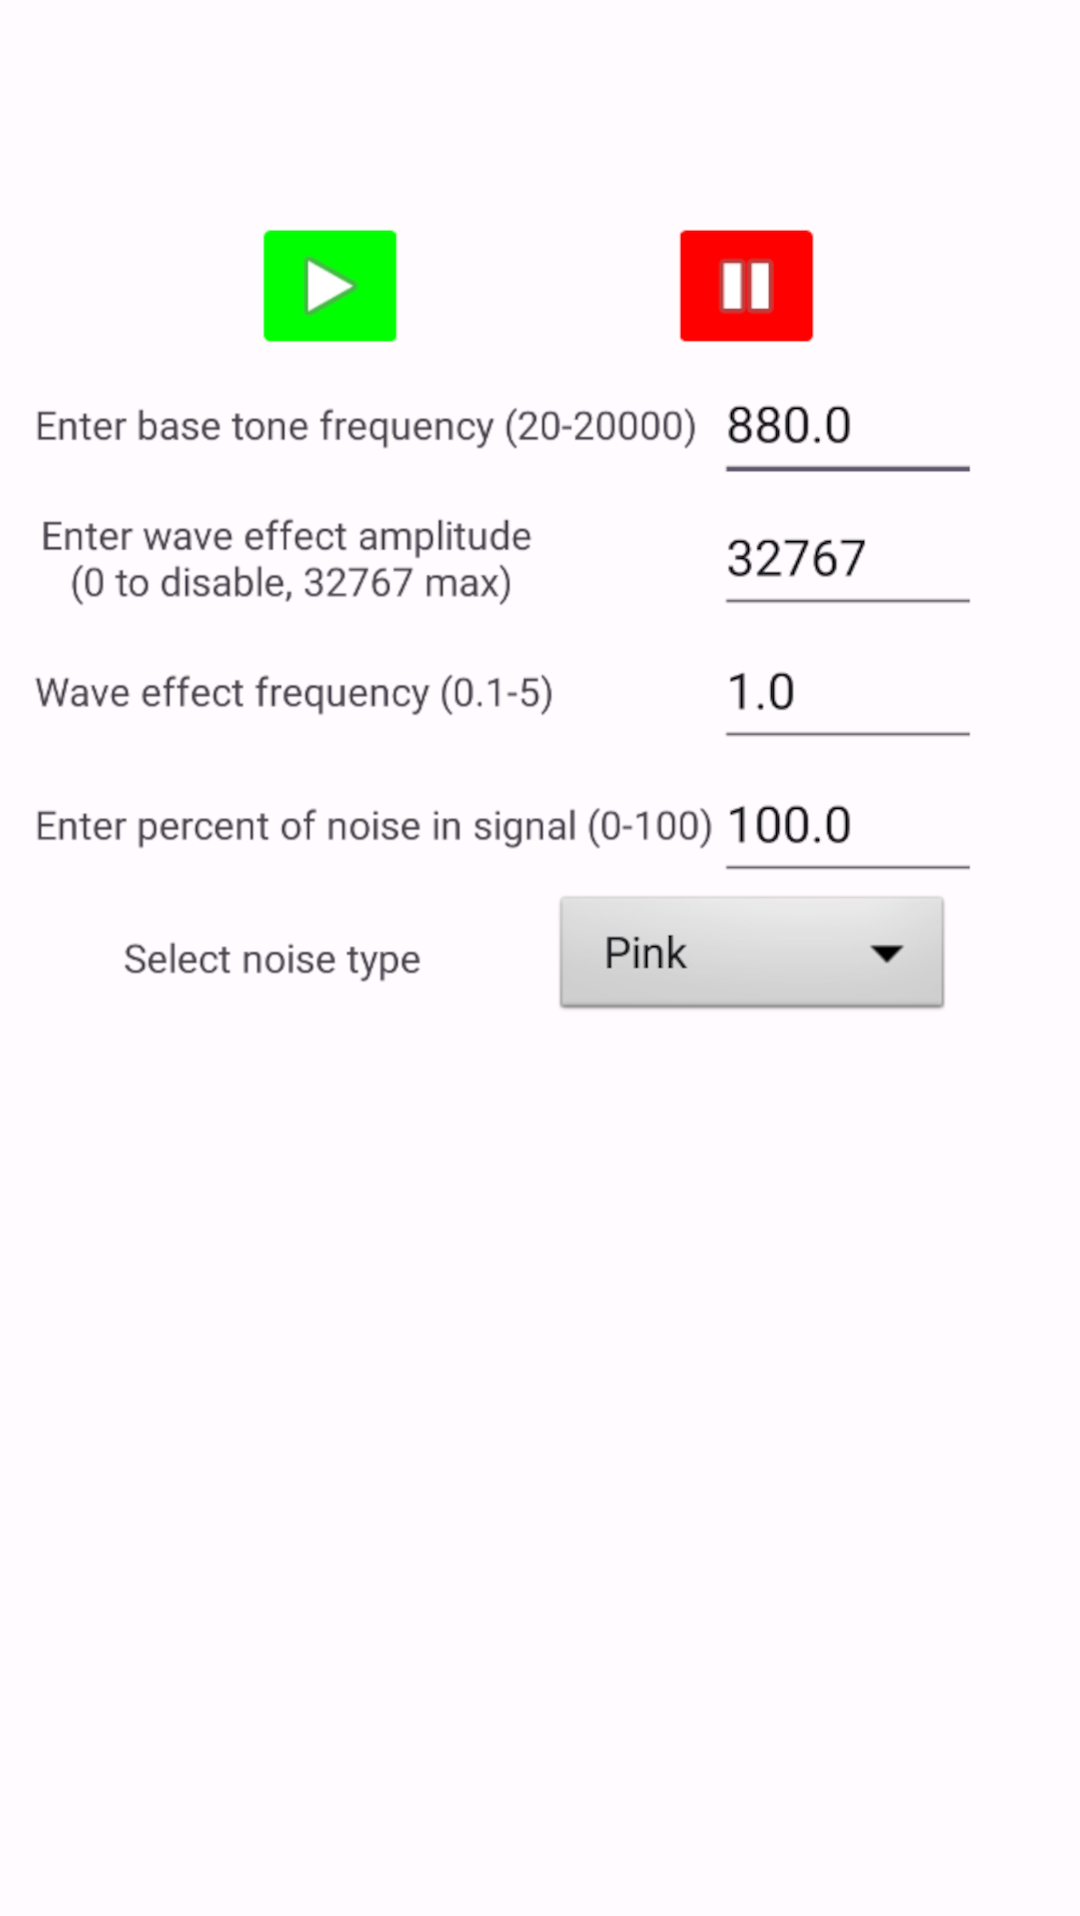 Enter base tone frequency (20-20000) 880.0
Enter wave effect amplitude
(0 to disable, 32767 max)
32767
Wave effect frequency (0.1-5) 1.0
Enter percent of noise in signal (0-100) 100.0
Select noise type Pink